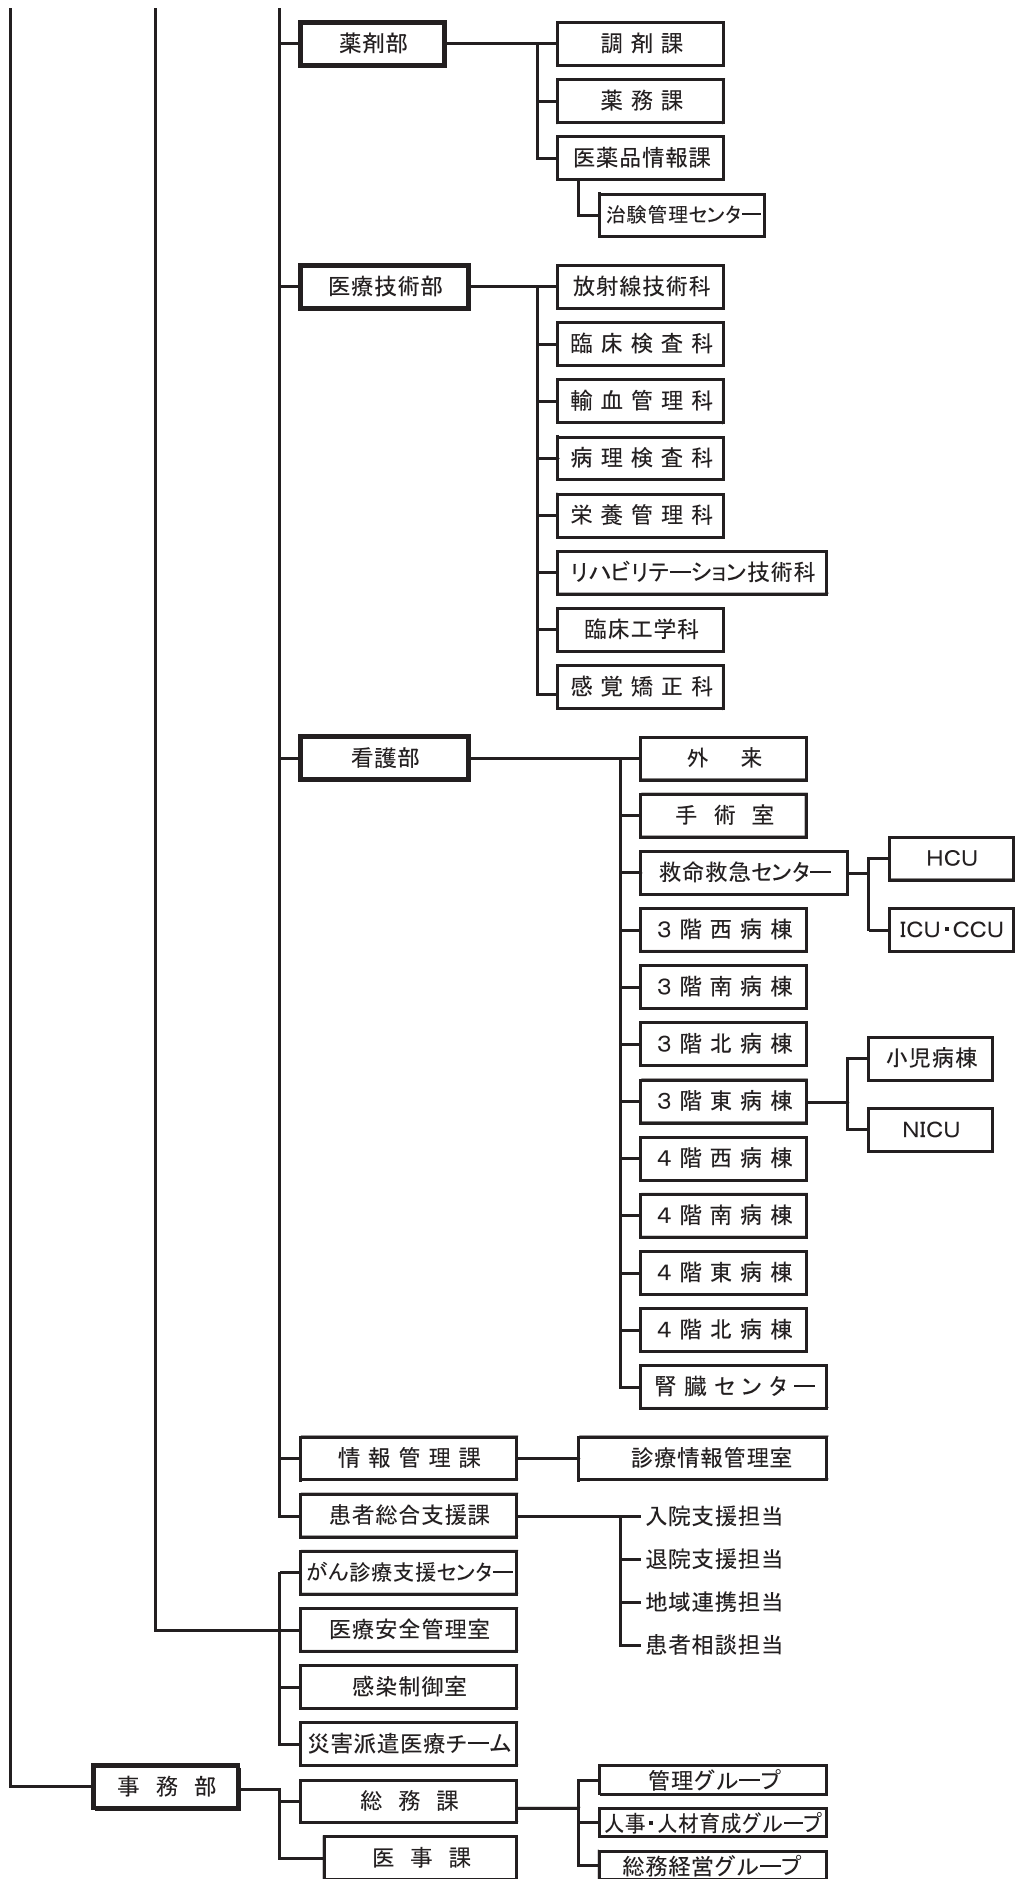 薬剤部
調剤課
薬務課
医薬品情報課
治験管理センター
医療技術部
放射線技術科
臨床検査科
輸血管理科
病理検査科
栄養管理科
リハビリテーション技術科
臨床工学科
感覚矯正科
看護部
外来
手術室
救命救急センター
HCU
ICU・CCU
3階西病棟
3階南病棟
3階北病棟
3階東病棟
小児病棟
NICU
4階西病棟
4階南病棟
4階東病棟
4階北病棟
腎臓センター
情報管理課
診療情報管理室
患者総合支援課
入院支援担当
退院支援担当
地域連携担当
患者相談担当
がん診療支援センター
医療安全管理室
感染制御室
災害派遣医療チーム
事務部
総務課
管理グループ
人事・人材育成グループ
総務経営グループ
医事課